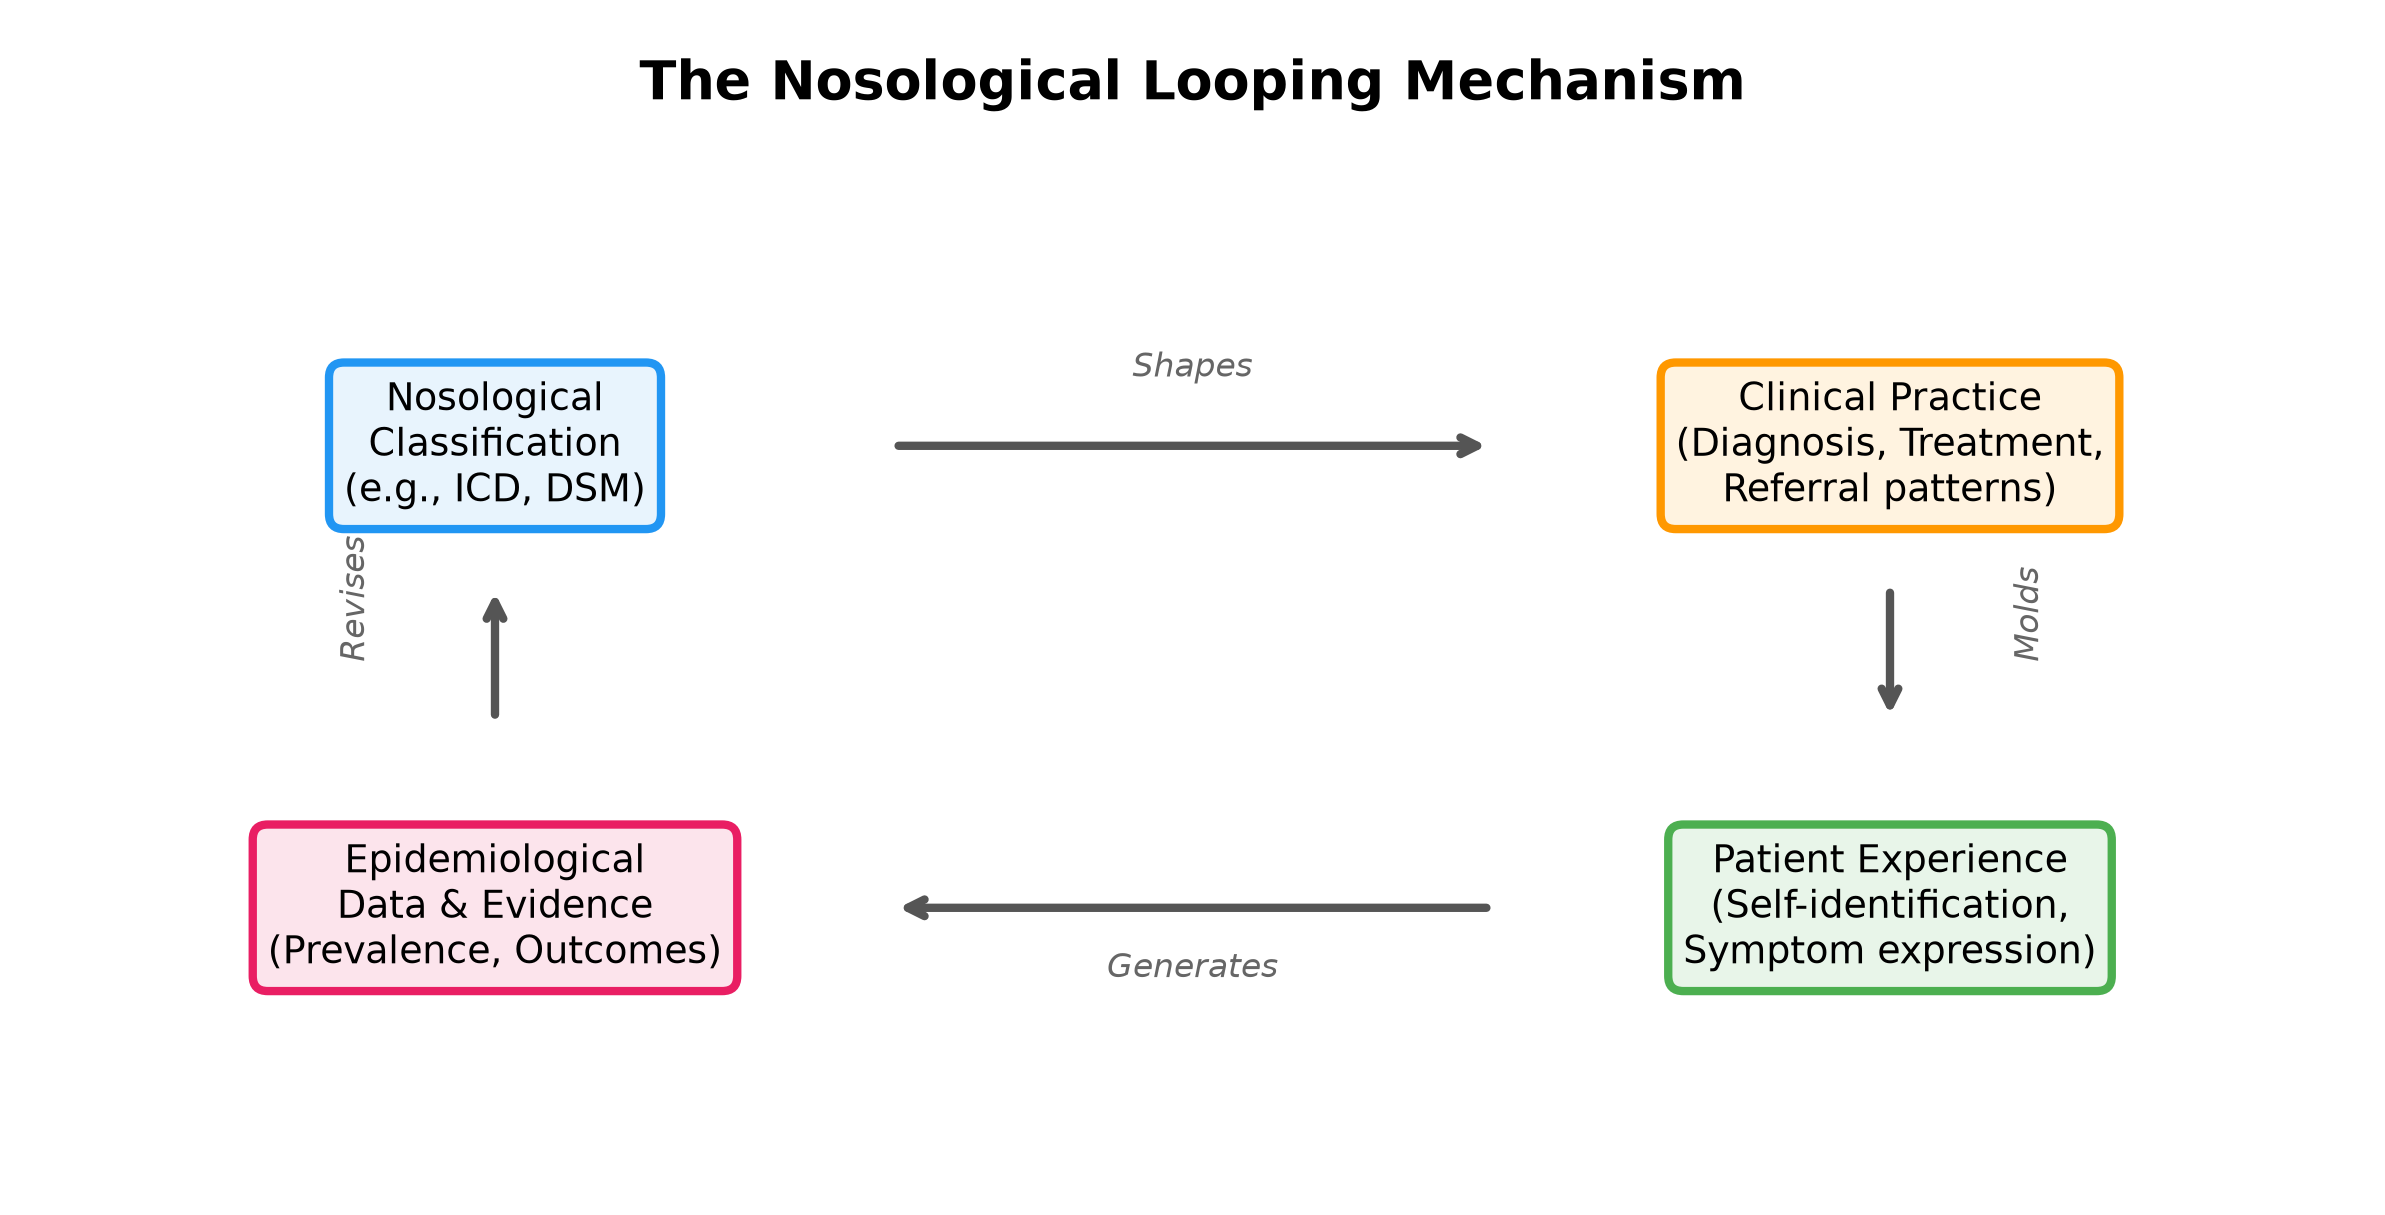 The Nosological Looping Mechanism
Shapes
Nosological
Classification
(e.g., ICD, DSM)
Clinical Practice
(Diagnosis, Treatment,
Referral patterns)
Revises
Molds
Epidemiological
Data & Evidence
(Prevalence, Outcomes)
Patient Experience
(Self-identification,
Symptom expression)
Generates